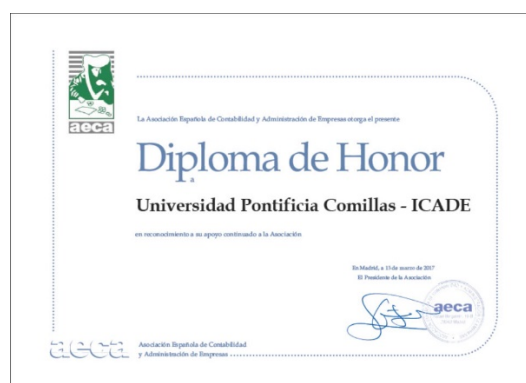 aeca
La Asociación Española de Contabilidad y Administración de Empresas otorga el presente
Diploma de Honor
a
Universidad Pontificia Comillas - ICADE
en reconocimiento a su apoyo continuado a la Asociación
En Madrid, a 13 de marzo de 2017
El Presidente de la Asociación
aeca
aeca
Asociación Española de Contabilidad
y Administración de Empresas